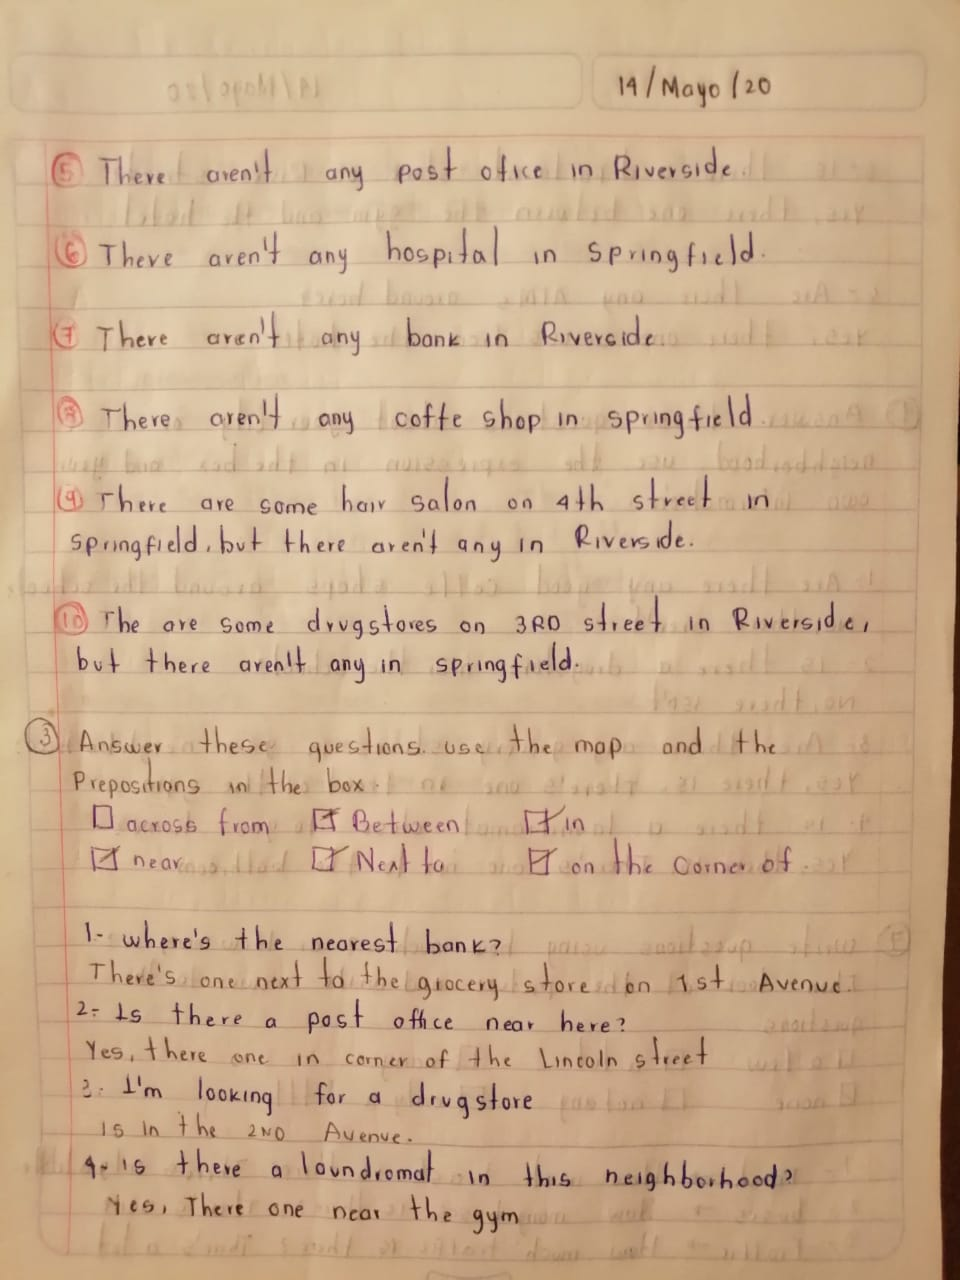 14/Mayo/20
5 There aren't any post ofice in Riverside.
6 There aren't any hospital in Springfield.
7 There aren't any bank in Riverside.
8 There aren't any coffe shop in springfield.
9 There are some hair salon on 4th street in
springfield, but there aren't any in Riverside.
10 The are some drugstores on 3RD street in Riverside,
but there aren't any in springfield.
3 Answer these questions. use the map and the
Prepositions in the box.
across from Between in
near Next to on the corner of.
1- where's the nearest bank?
There's one next to the grocery store on 1st Avenue.
2- Is there a post office near here?
Yes, there one in corner of the Lincoln street
3- I'm looking for a drugstore
is in the 2ND Avenue.
4- is there a laundromat in this neighborhood?
Yes, There one near the gym